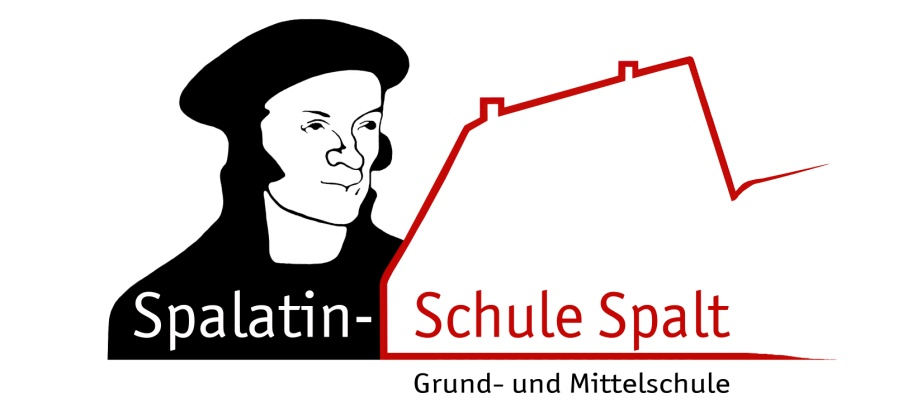 Spalatin-Schule Spalt
Grund- und Mittelschule